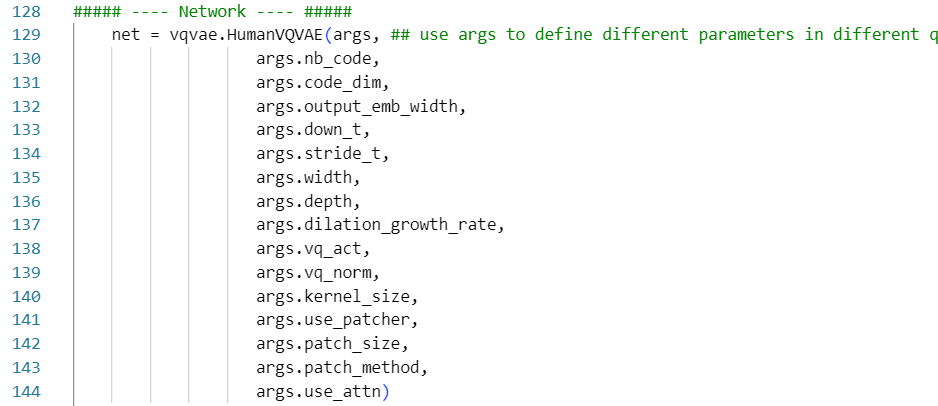 128 ##### ---- Network ---- #####
129 net = vqvae.HumanVQVAE(args, ## use args to define different parameters in different q
130 args.nb_code,
131 args.code_dim,
132 args.output_emb_width,
133 args.down_t,
134 args.stride_t,
135 args.width,
136 args.depth,
137 args.dilation_growth_rate,
138 args.vq_act,
139 args.vq_norm,
140 args.kernel_size,
141 args.use_patcher,
142 args.patch_size,
143 args.patch_method,
144 args.use_attn)